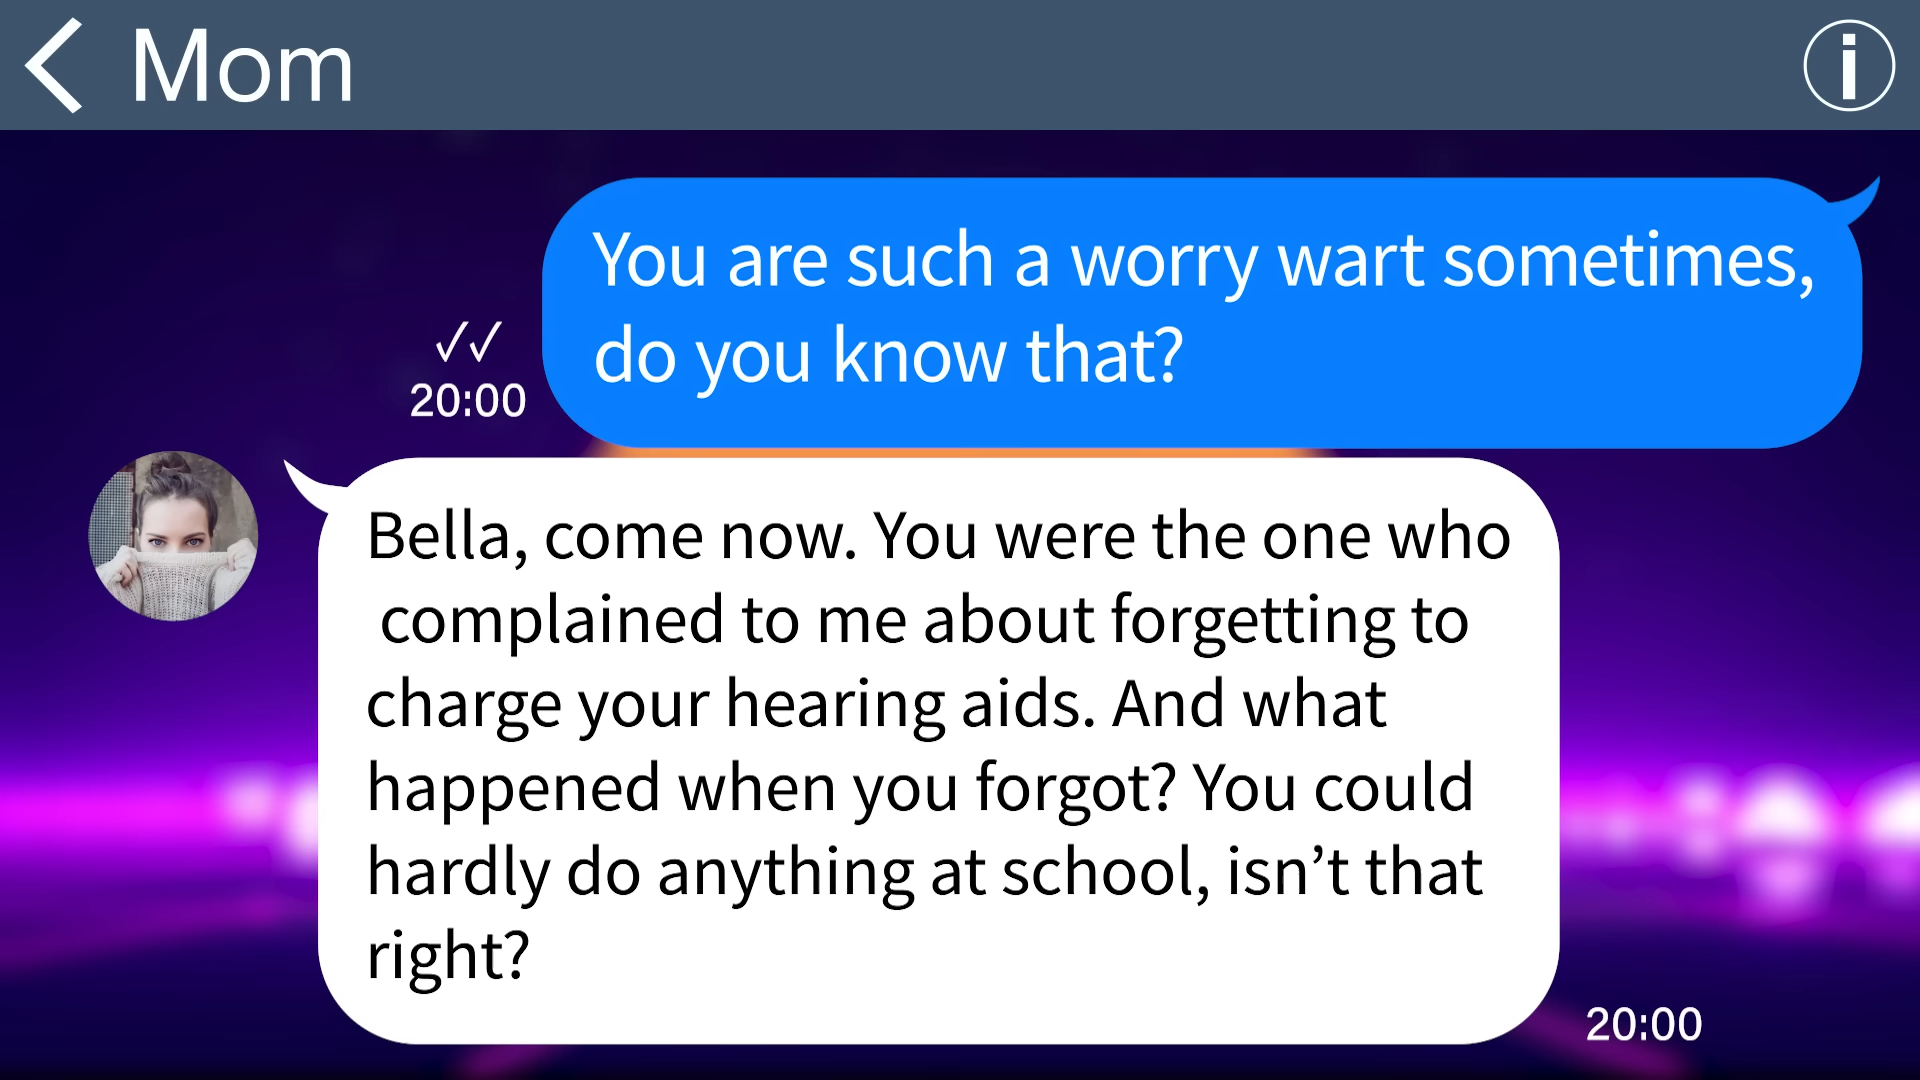 Mom
You are such a worry wart sometimes,
do you know that?
✓✓
20:00
Bella, come now. You were the one who
complained to me about forgetting to
charge your hearing aids. And what
happened when you forgot? You could
hardly do anything at school, isn’t that
right?
20:00